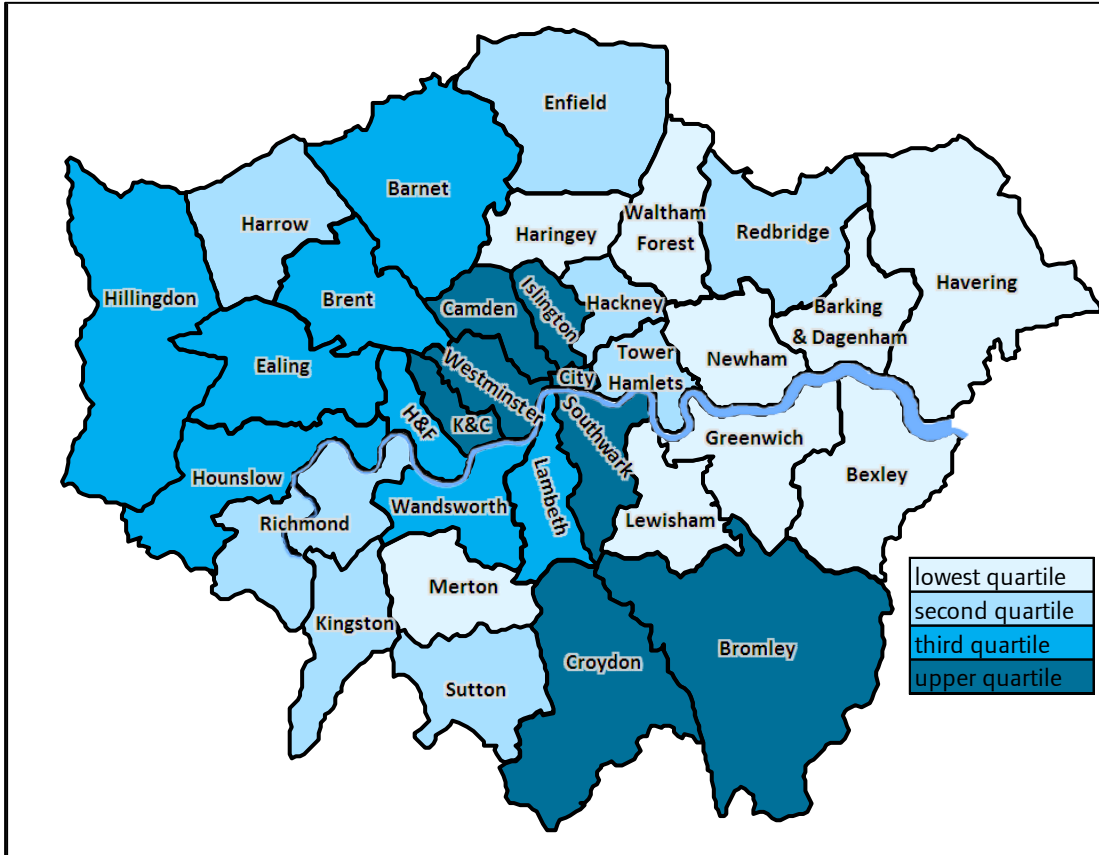 Enfield
Barnet
Harrow
Haringey
Waltham
Forest
Redbridge
Havering
Hillingdon
Brent
Camden
Islington
Hackney
Barking
& Dagenham
Ealing
Westminster
City
Tower
Hamlets
Newham
H&F
K&C
Southwark
Greenwich
Hounslow
Richmond
Wandsworth
Lambeth
Lewisham
Bexley
Merton
Kingston
Sutton
Croydon
Bromley
lowest quartile
second quartile
third quartile
upper quartile